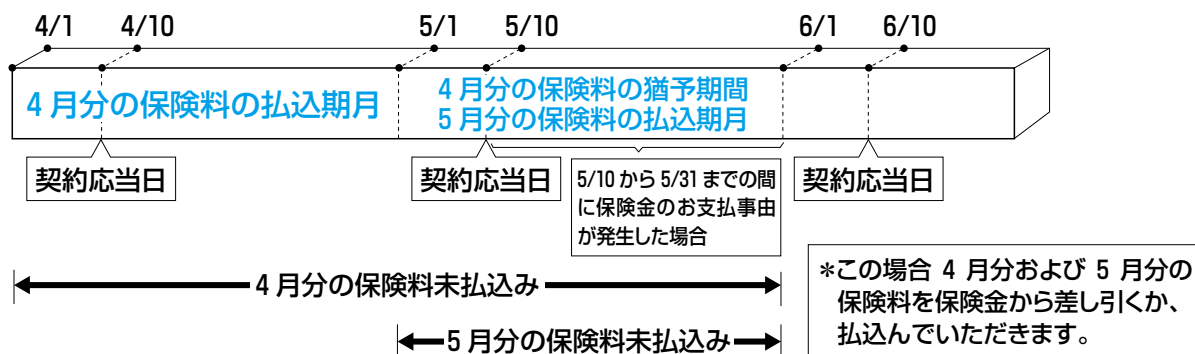 4/1 4/10 5/1 5/10 6/1 6/10
4月分の保険料の払込期月
4月分の保険料の猶予期間
5月分の保険料の払込期月
契約応当日
契約応当日
5/10から5/31までの間
に保険金のお支払事由
が発生した場合
契約応当日
4月分の保険料未払込み
5月分の保険料未払込み
*この場合 4月分および 5月分の
保険料を保険金から差し引くか、
払込んでいただきます。